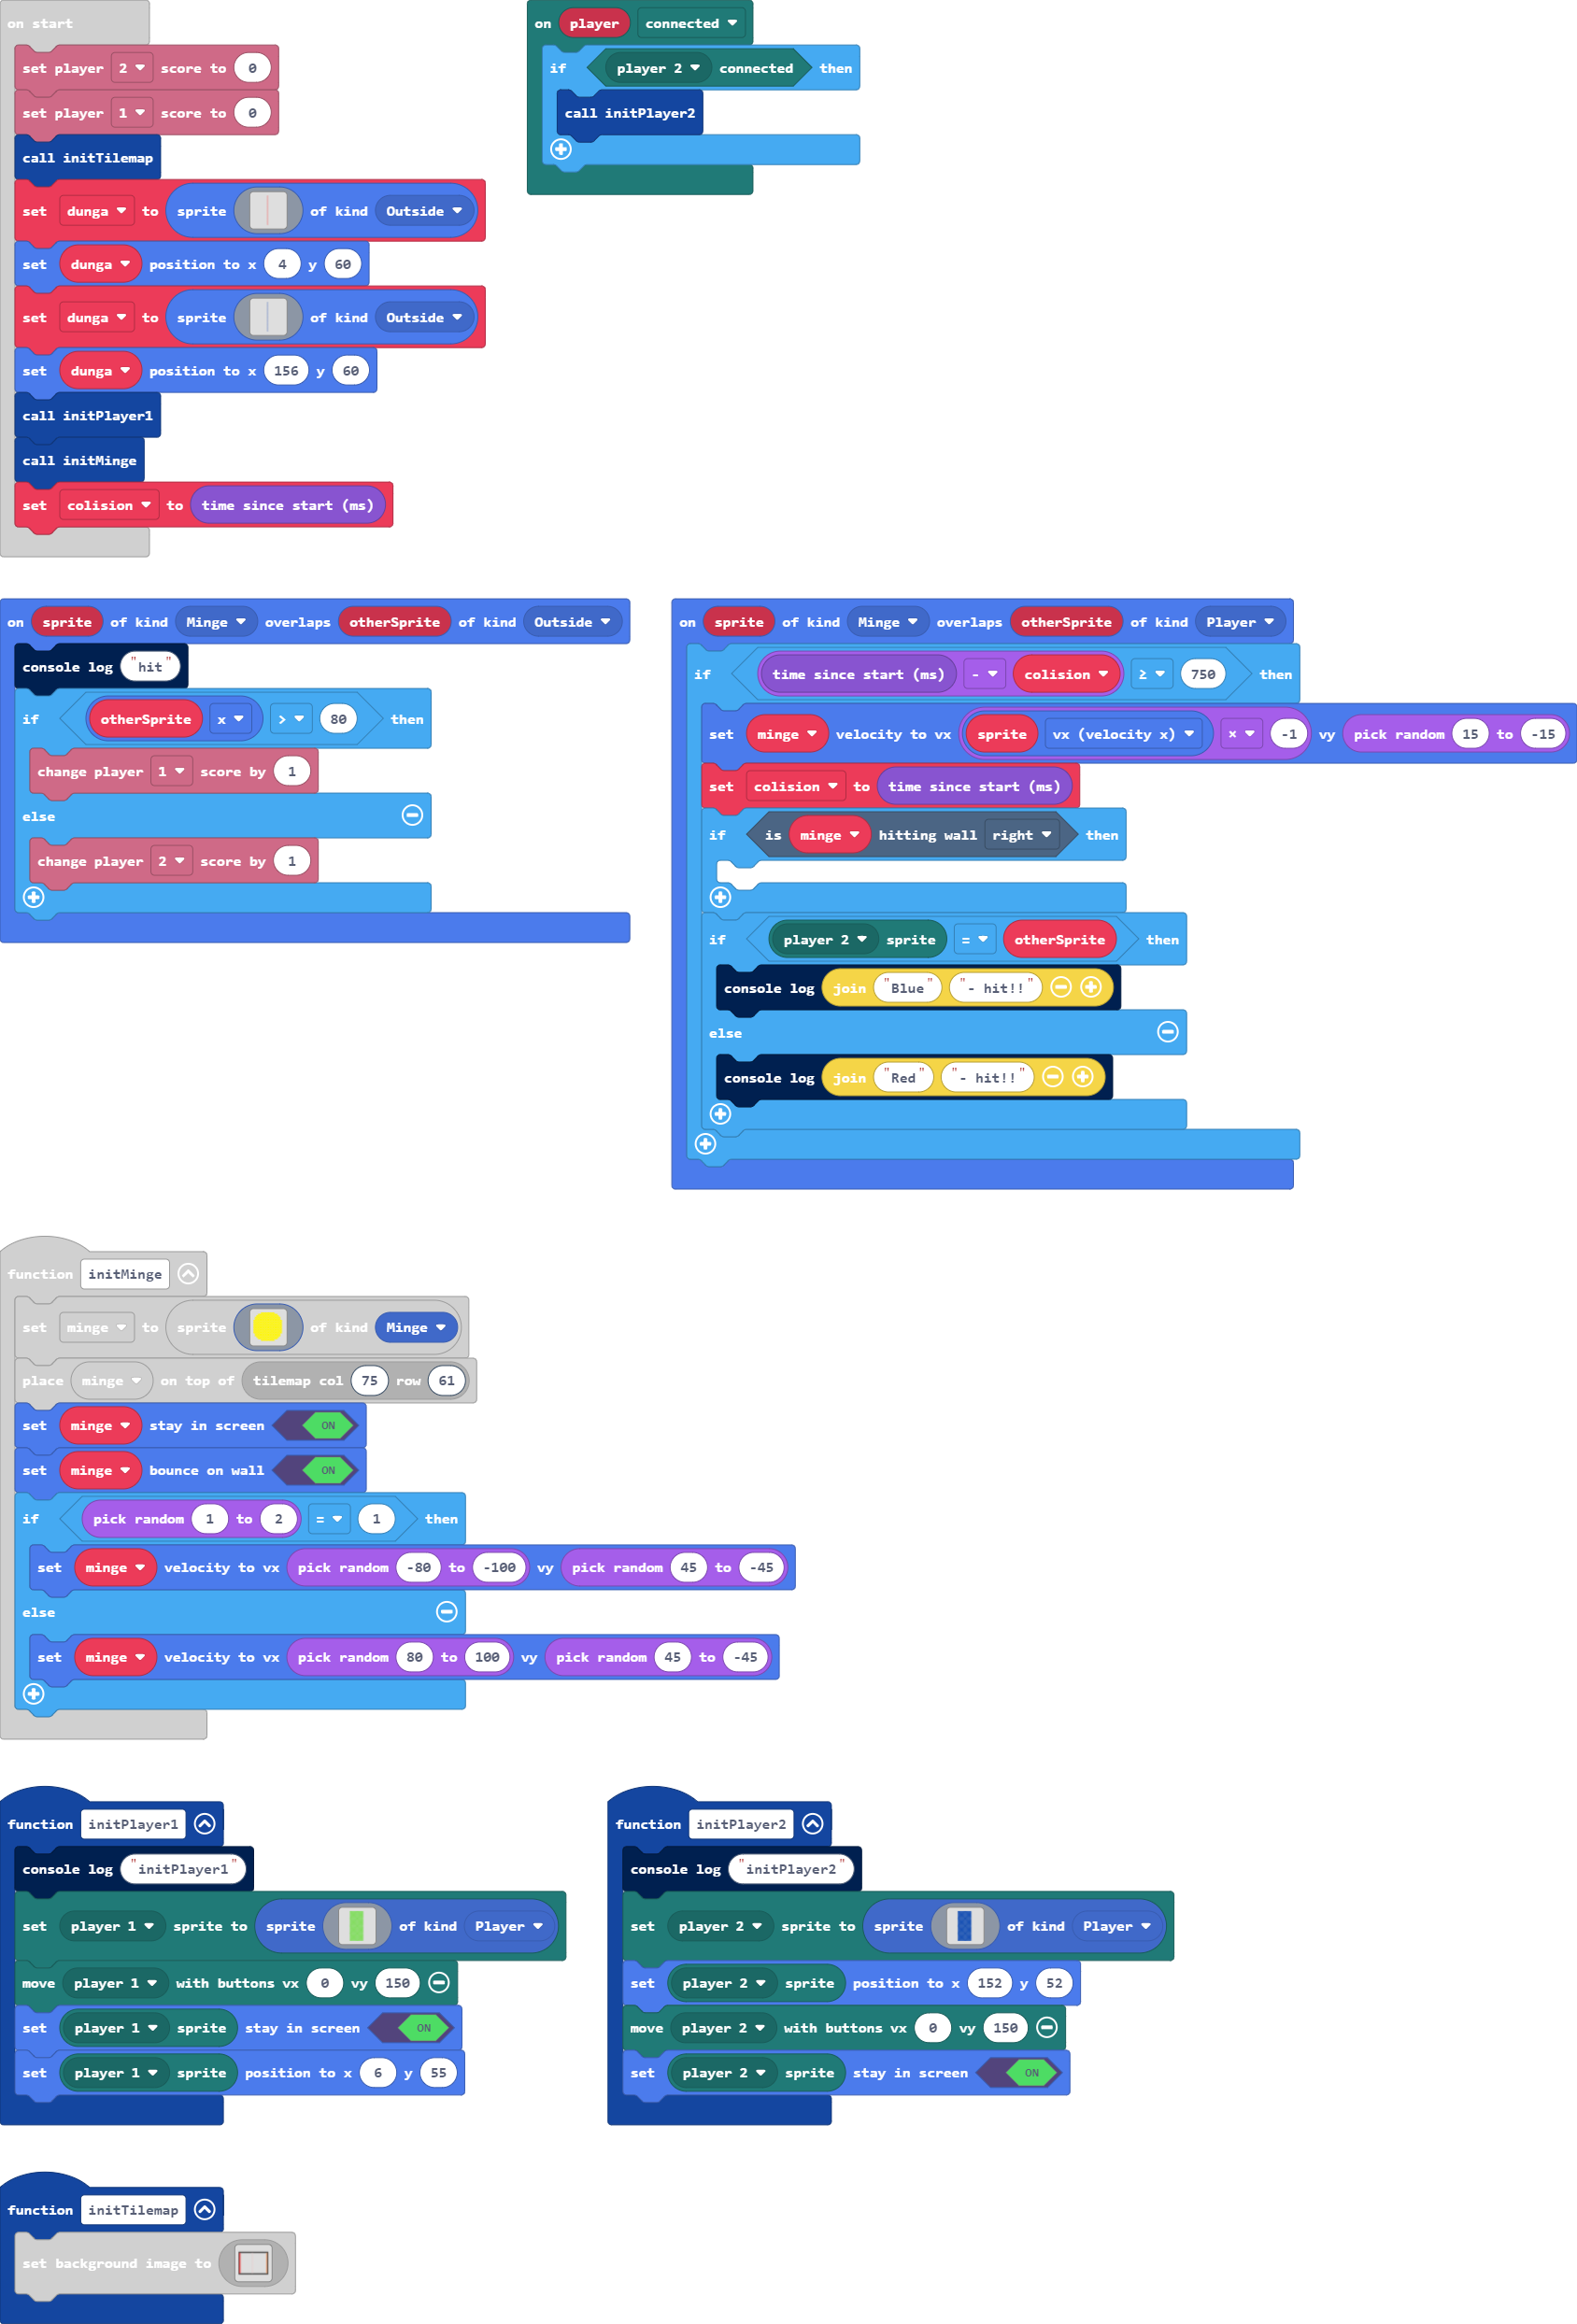 on start
set player 2 score to 0
set player 1 score to 0
call initTilemap
set dunga to sprite of kind Outside
set dunga position to x 4 y 60
set dunga to sprite of kind Outside
set dunga position to x 156 y 60
call initPlayer1
call initMinge
set colision to time since start (ms)
on player connected
if player 2 connected then
call initPlayer2
on sprite of kind Minge overlaps otherSprite of kind Outside
console log "hit"
if otherSprite x > 80 then
change player 1 score by 1
else
change player 2 score by 1
on sprite of kind Minge overlaps otherSprite of kind Player
if time since start (ms) - colision ≥ 750 then
set minge velocity to vx sprite vx (velocity x) × -1 vy pick random 15 to -15
set colision to time since start (ms)
if is minge hitting wall right then
if player 2 sprite = otherSprite then
console log join "Blue" "- hit!!"
else
console log join "Red" "- hit!!"
function initMinge
set minge to sprite of kind Minge
place minge on top of tilemap col 75 row 61
set minge stay in screen ON
set minge bounce on wall ON
if pick random 1 to 2 = 1 then
set minge velocity to vx pick random -80 to -100 vy pick random 45 to -45
else
set minge velocity to vx pick random 80 to 100 vy pick random 45 to -45
function initPlayer1
console log "initPlayer1"
set player 1 sprite to sprite of kind Player
move player 1 with buttons vx 0 vy 150
set player 1 sprite stay in screen ON
set player 1 sprite position to x 6 y 55
function initPlayer2
console log "initPlayer2"
set player 2 sprite to sprite of kind Player
set player 2 sprite position to x 152 y 52
move player 2 with buttons vx 0 vy 150
set player 2 sprite stay in screen ON
function initTilemap
set background image to